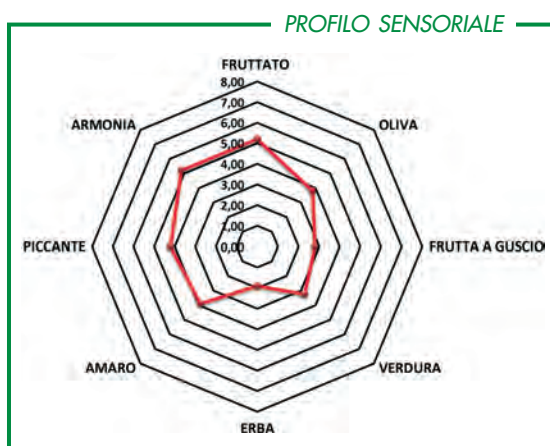 PROFILO SENSORIALE
FRUTTATO
8,00
7,00
ARMONIA
6,00
OLIVA
5,00
4,00
3,00
2,00
1,00
PICCANTE
0,00
FRUTTA A GUSCIO
AMARO
VERDURA
ERBA